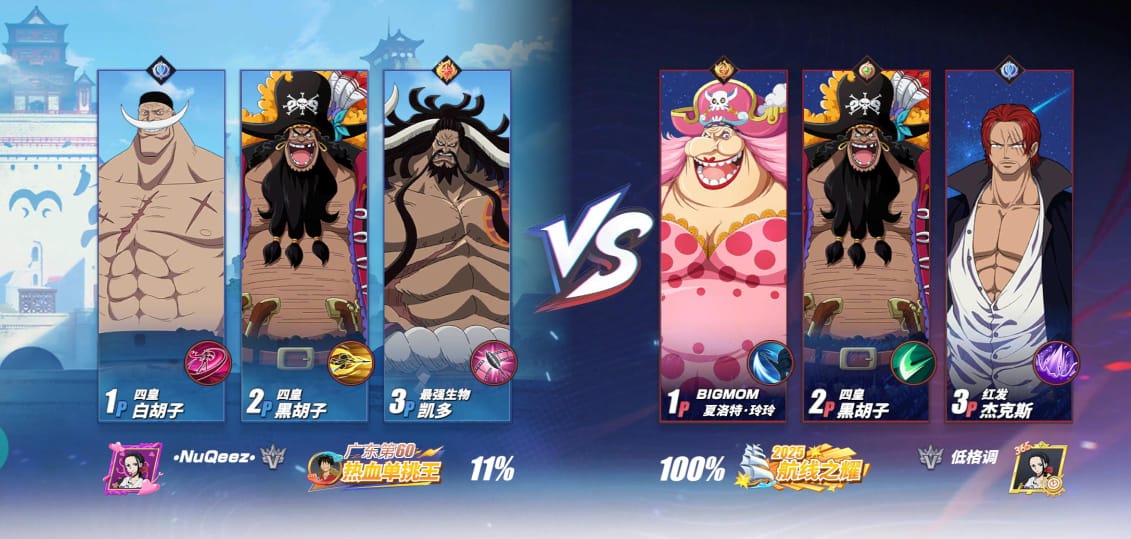 VS
1P 四皇
白胡子
2P 四皇
黑胡子
3P 最强生物
凯多
1P BIGMOM
夏洛特·玲玲
2P 四皇
黑胡子
3P 红发
杰克斯
•NuQeez•
广东第60
热血单挑王
11%
100%
2025
航线之耀
低格调
365